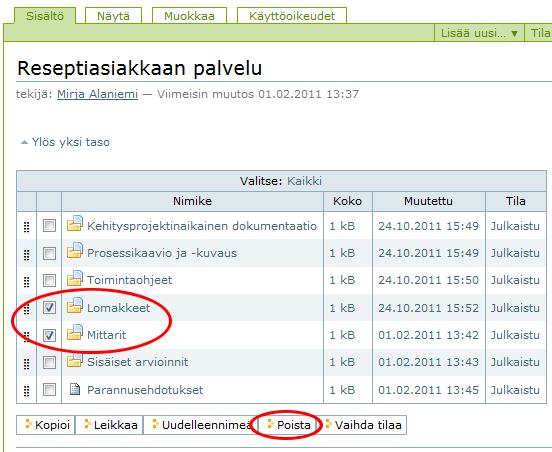 Sisältö Näytä Muokkaa Käyttöoikeudet
Lisää uusi... Tila
Reseptiasiakkaan palvelu
tekijä: Mirja Alaniemi — Viimeisin muutos 01.02.2011 13:37
Ylös yksi taso
Valitse: Kaikki
Nimike Koko Muutettu Tila
Kehitysprojektinaikainen dokumentaatio 1 kB 24.10.2011 15:49 Julkaistu
Prosessikaavio ja -kuvaus 1 kB 24.10.2011 15:49 Julkaistu
Toimintaohjeet 1 kB 24.10.2011 15:50 Julkaistu
Lomakkeet 1 kB 24.10.2011 15:52 Julkaistu
Mittarit 1 kB 01.02.2011 13:42 Julkaistu
Sisäiset arvioinnit 1 kB 01.02.2011 13:43 Julkaistu
Parannusehdotukset 1 kB 01.02.2011 13:45 Julkaistu
Kopioi Leikkaa Uudelleennimeä Poista Vaihda tilaa